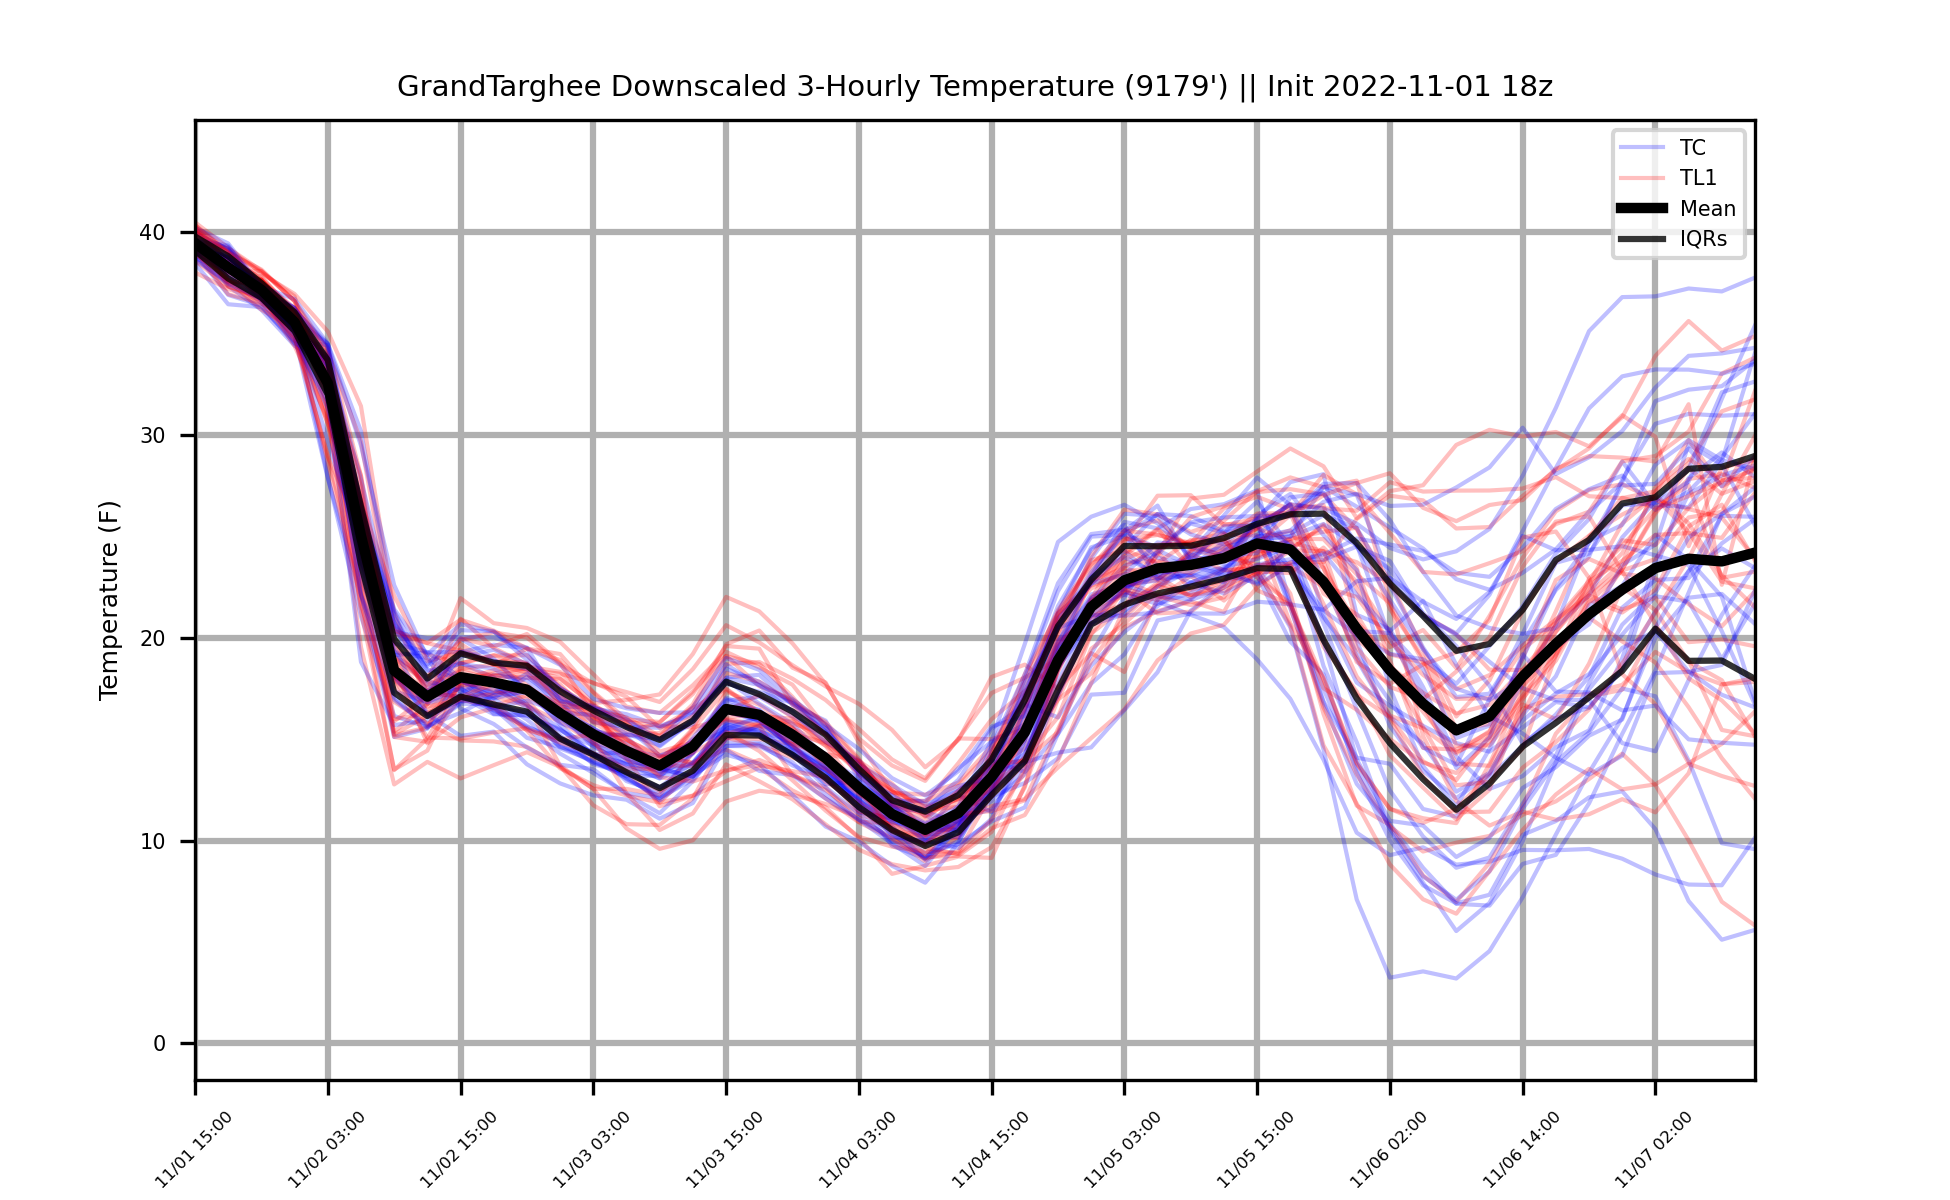 GrandTarghee Downscaled 3-Hourly Temperature (9179') || Init 2022-11-01 18z
TC
TL1
Mean
IQRs
Temperature (F)
40
30
20
10
0
11/01 15:00
11/02 03:00
11/02 15:00
11/03 03:00
11/03 15:00
11/04 03:00
11/04 15:00
11/05 03:00
11/05 15:00
11/06 02:00
11/06 14:00
11/07 02:00